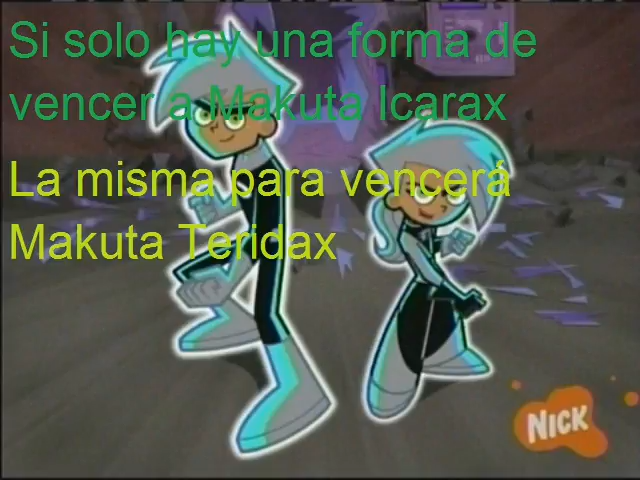 Si solo hay una forma de
vencer a Makuta Icarax
La misma para vencerá
Makuta Teridax
NICK